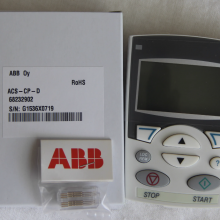 ABB Oy
RoHS
ACS-CP-D
68232902
S/N: G1536X0719
ABB
?
STOP
START